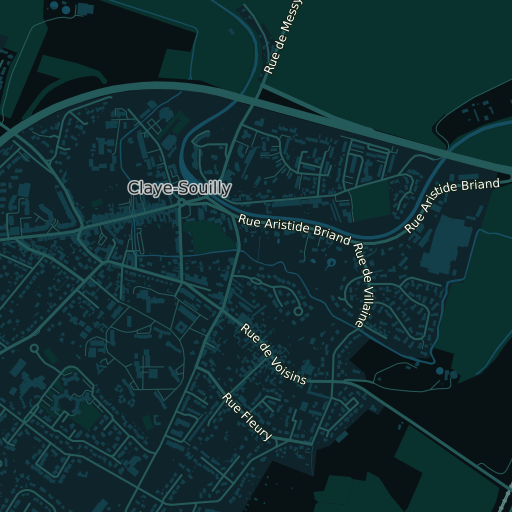 Rue de Messy
Claye-Souilly
Rue Aristide Briand
Rue Aristide Briand
Rue de Villaine
Rue de Voisins
Rue Fleury